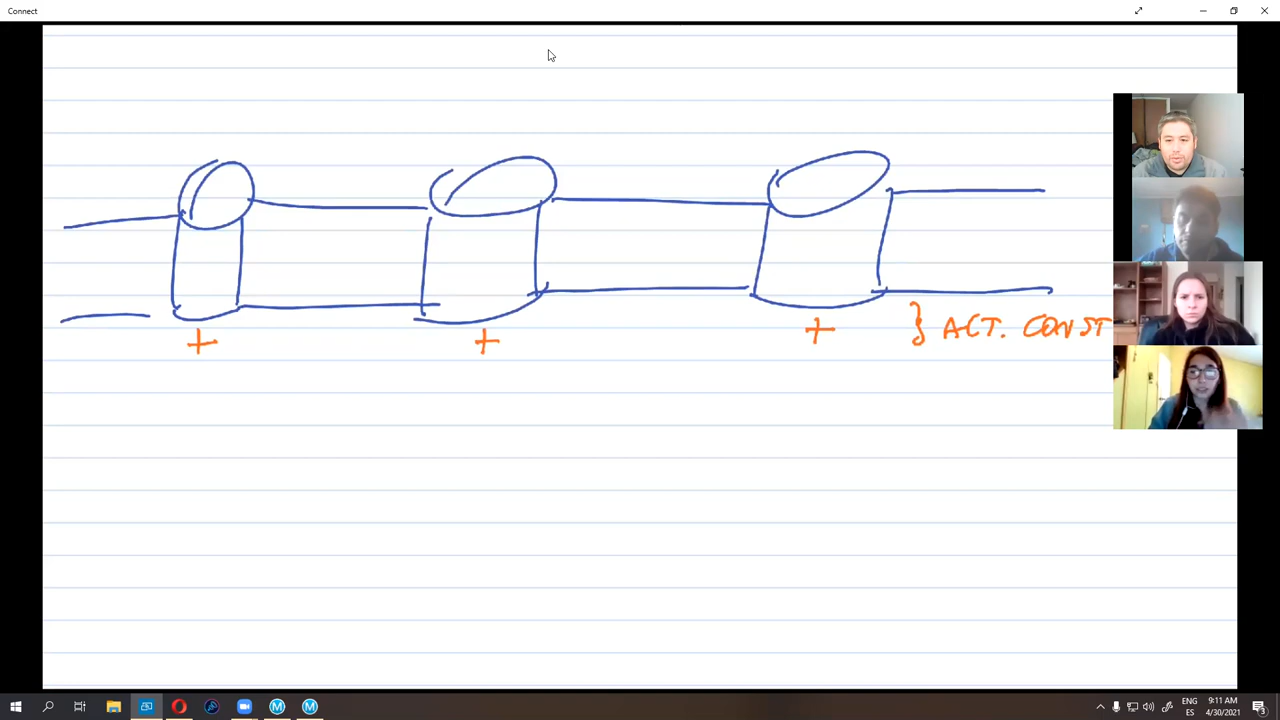 Connect
+ + + } ACT. CONST
ENG 9:11 AM
ES 4/30/2021